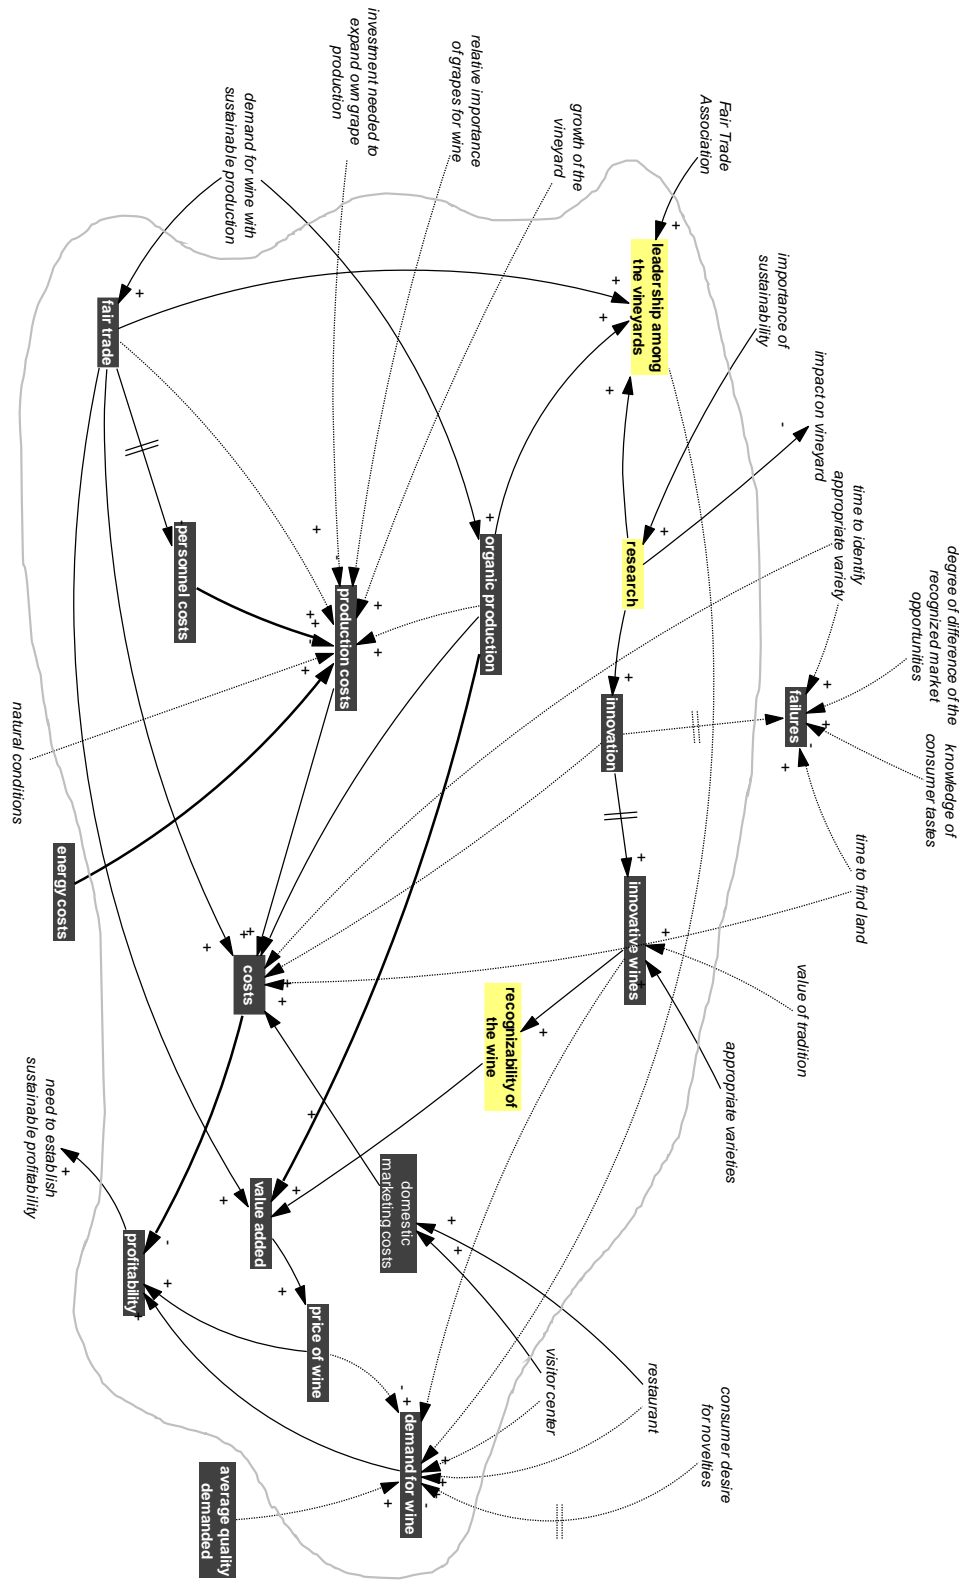 Fair Trade
Association
importance of
sustainability
impact on vineyard
time to identify
appropriate variety
degree of difference of the
recognized market
opportunities
knowledge of
consumer tastes
time to find land
value of tradition
appropriate varieties
growth of the
vineyard
relative importance
of grapes for wine
investment needed to
expand own grape
production
demand for wine with
sustainable production
leadership among
the vineyards
research
innovation
failures
innovative wines
recognizability of
the wine
organic production
production costs
personnel costs
fair trade
natural conditions
energy costs
costs
domestic
marketing costs
value added
price of wine
profitability
need to establish
sustainable profitability
visitor center
restaurant
consumer desire
for novelties
demand for wine
average quality
demanded